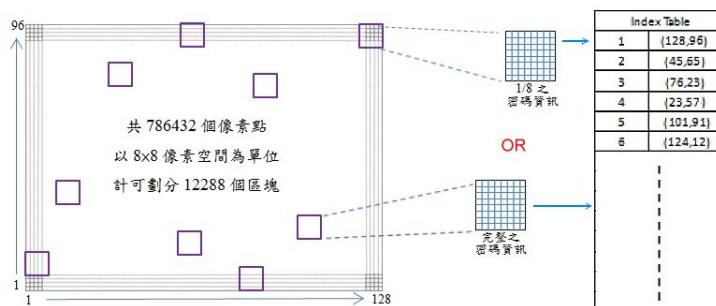 96
1
1
128
共 786432 個像素點
以 8x8 像素空間為單位
計可劃分 12288 個區塊
1/8 之
密碼資訊
OR
完整之
密碼資訊
Index Table
1 (128,96)
2 (45,65)
3 (76,23)
4 (23,57)
5 (101,91)
6 (124,12)